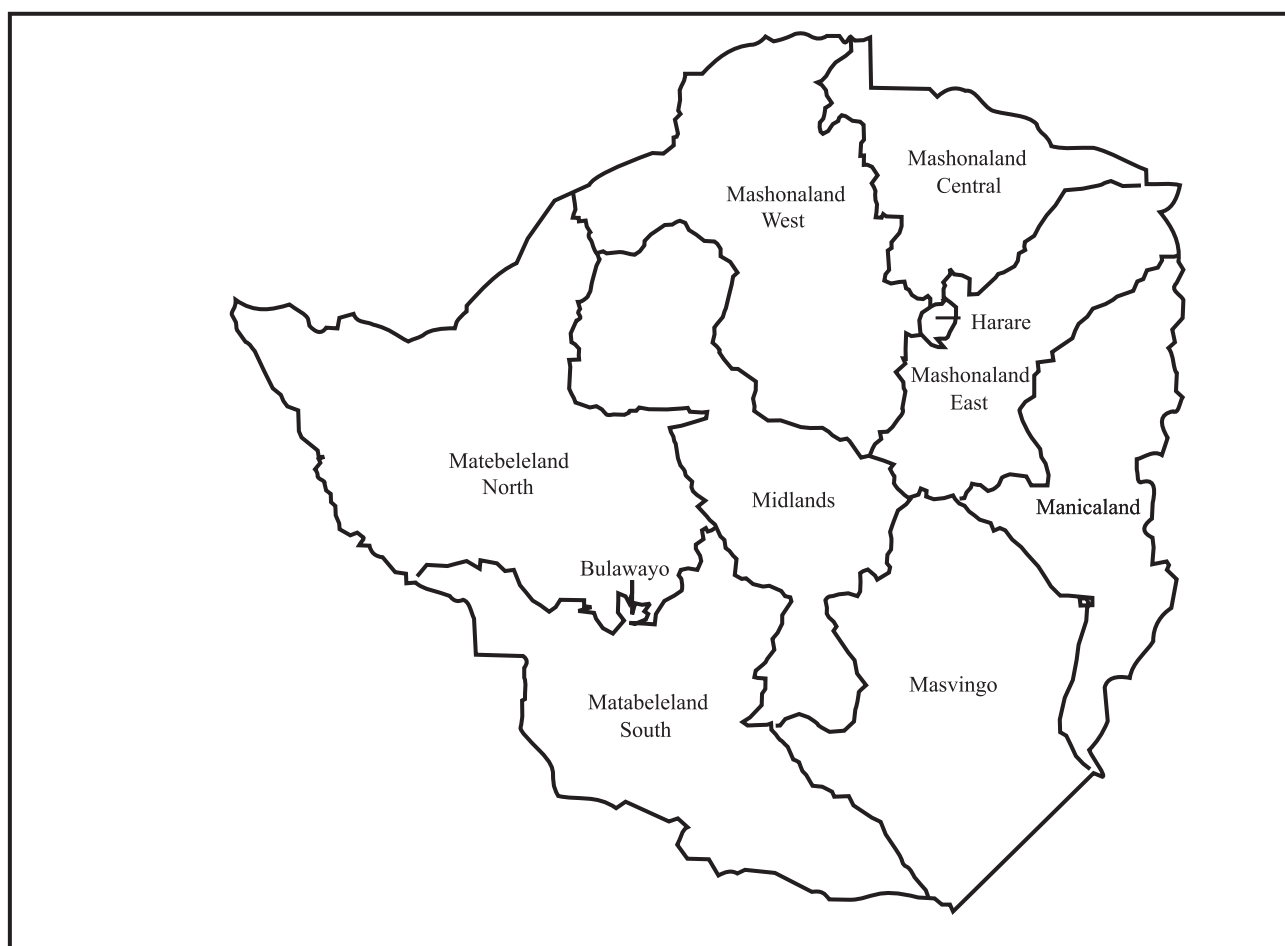 Mashonaland
Central
Mashonaland
West
Harare
Mashonaland
East
Matebeleland
North
Midlands
Manicaland
Bulawayo
Masvingo
Matabeleland
South